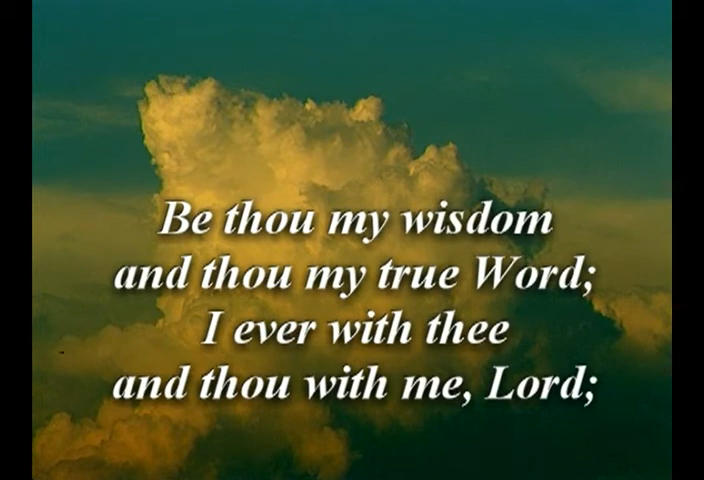 Be thou my wisdom
and thou my true Word;
I ever with thee
and thou with me, Lord;